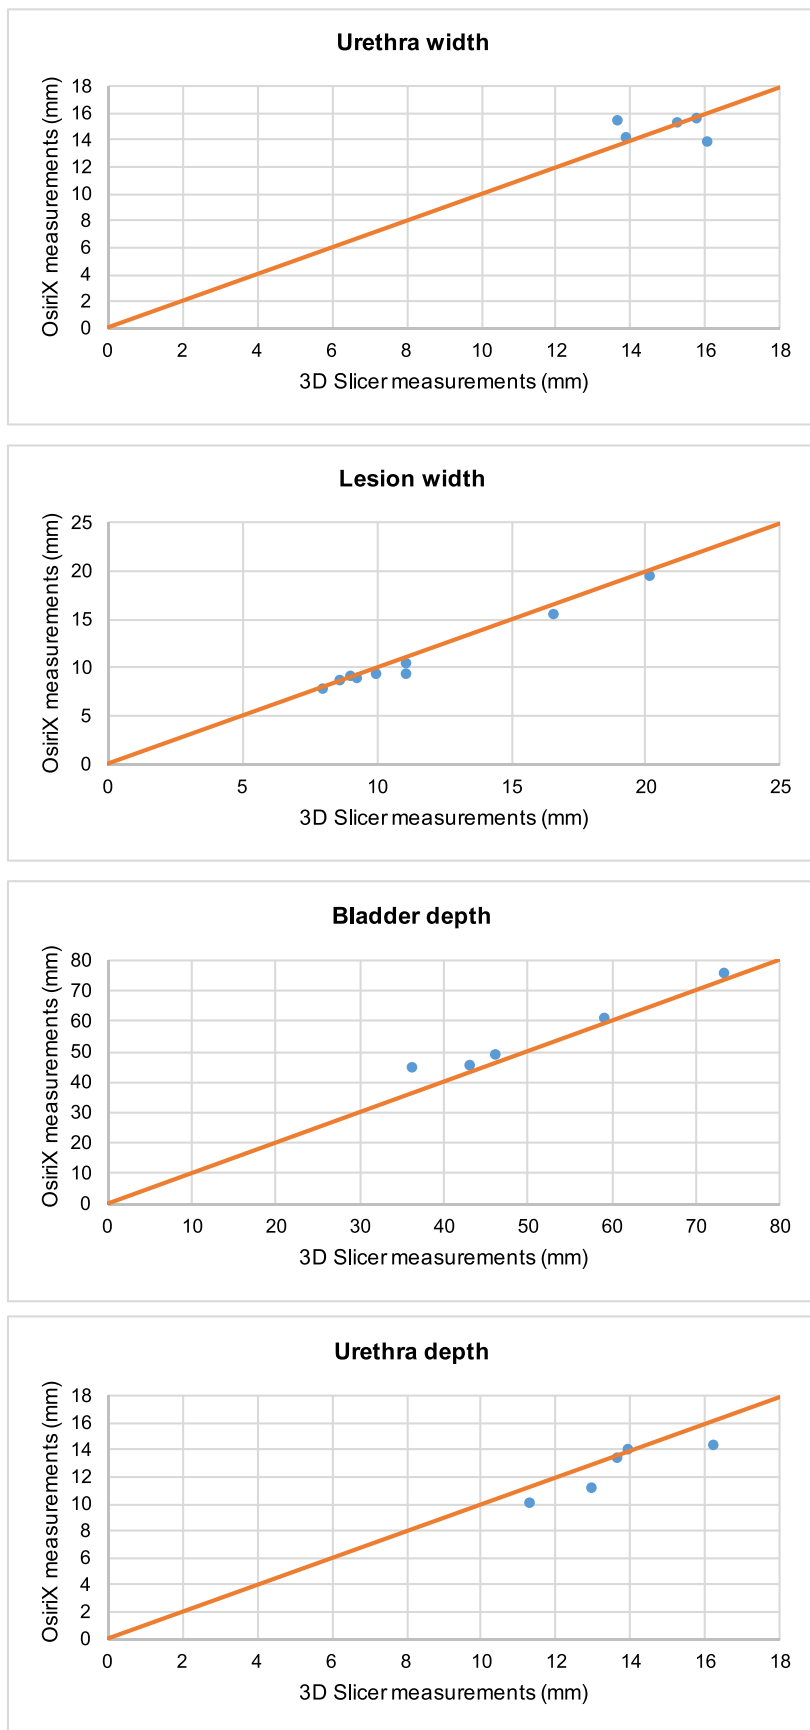 Urethra width
OsiriX measurements (mm)
18
16
14
12
10
8
6
4
2
0
0 2 4 6 8 10 12 14 16 18
3D Slicer measurements (mm)
Lesion width
OsiriX measurements (mm)
25
20
15
10
5
0
0 5 10 15 20 25
3D Slicer measurements (mm)
Bladder depth
OsiriX measurements (mm)
80
70
60
50
40
30
20
10
0
0 10 20 30 40 50 60 70 80
3D Slicer measurements (mm)
Urethra depth
OsiriX measurements (mm)
18
16
14
12
10
8
6
4
2
0
0 2 4 6 8 10 12 14 16 18
3D Slicer measurements (mm)